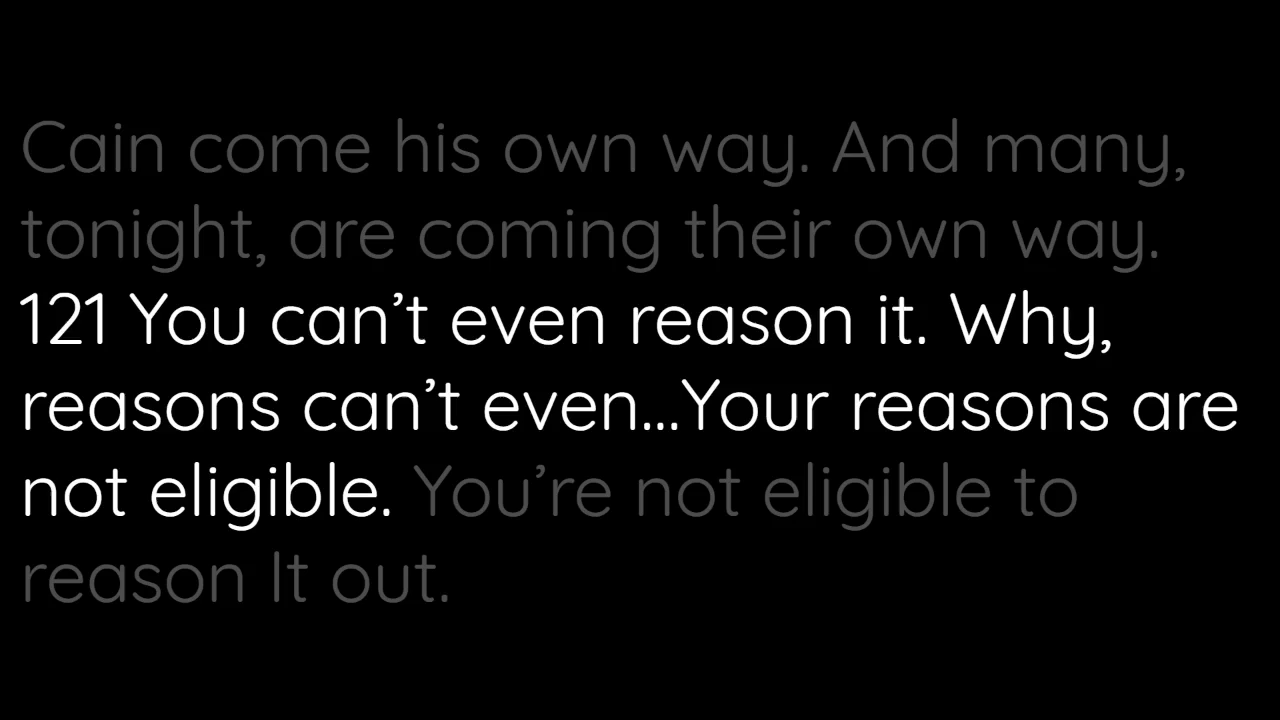 Cain come his own way. And many,
tonight, are coming their own way.
121 You can’t even reason it. Why,
reasons can’t even...Your reasons are
not eligible. You’re not eligible to
reason It out.